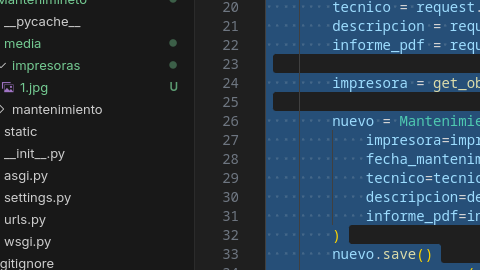 Mantenimineto
__pycache__
media
impresoras
1.jpg U
mantenimiento
static
__init__.py
asgi.py
settings.py
urls.py
wsgi.py
gitignore
20 tecnico = request.
21 descripcion = requ
22 informe_pdf = requ
23
24 impresora = get_ob
25
26 nuevo = Mantenimie
27 impresora=impr
28 fecha_mantenim
29 tecnico=tecnic
30 descripcion=de
31 informe_pdf=in
32 )
33 nuevo.save()